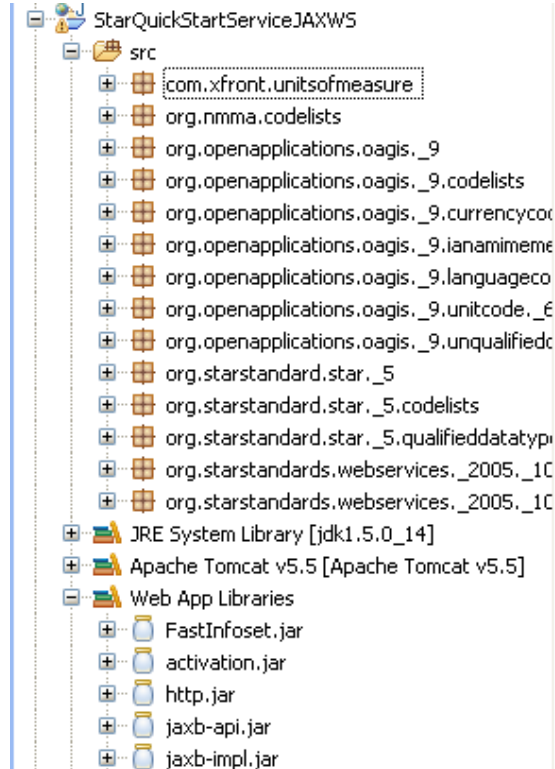 StarQuickStartServiceJAXWS
src
com.xfront.unitsofmeasure
org.nmma.codelists
org.openapplications.oagis._9
org.openapplications.oagis._9.codelists
org.openapplications.oagis._9.currencycod
org.openapplications.oagis._9.ianamimeme
org.openapplications.oagis._9.languageco
org.openapplications.oagis._9.unitcode._6
org.openapplications.oagis._9.unqualifiedd
org.starstandard.star._5
org.starstandard.star._5.codelists
org.starstandard.star._5.qualifieddatatyp
org.starstandards.webservices._2005._10
org.starstandards.webservices._2005._10
JRE System Library [jdk1.5.0_14]
Apache Tomcat v5.5 [Apache Tomcat v5.5]
Web App Libraries
FastInfoset.jar
activation.jar
http.jar
jaxb-api.jar
jaxb-impl.jar